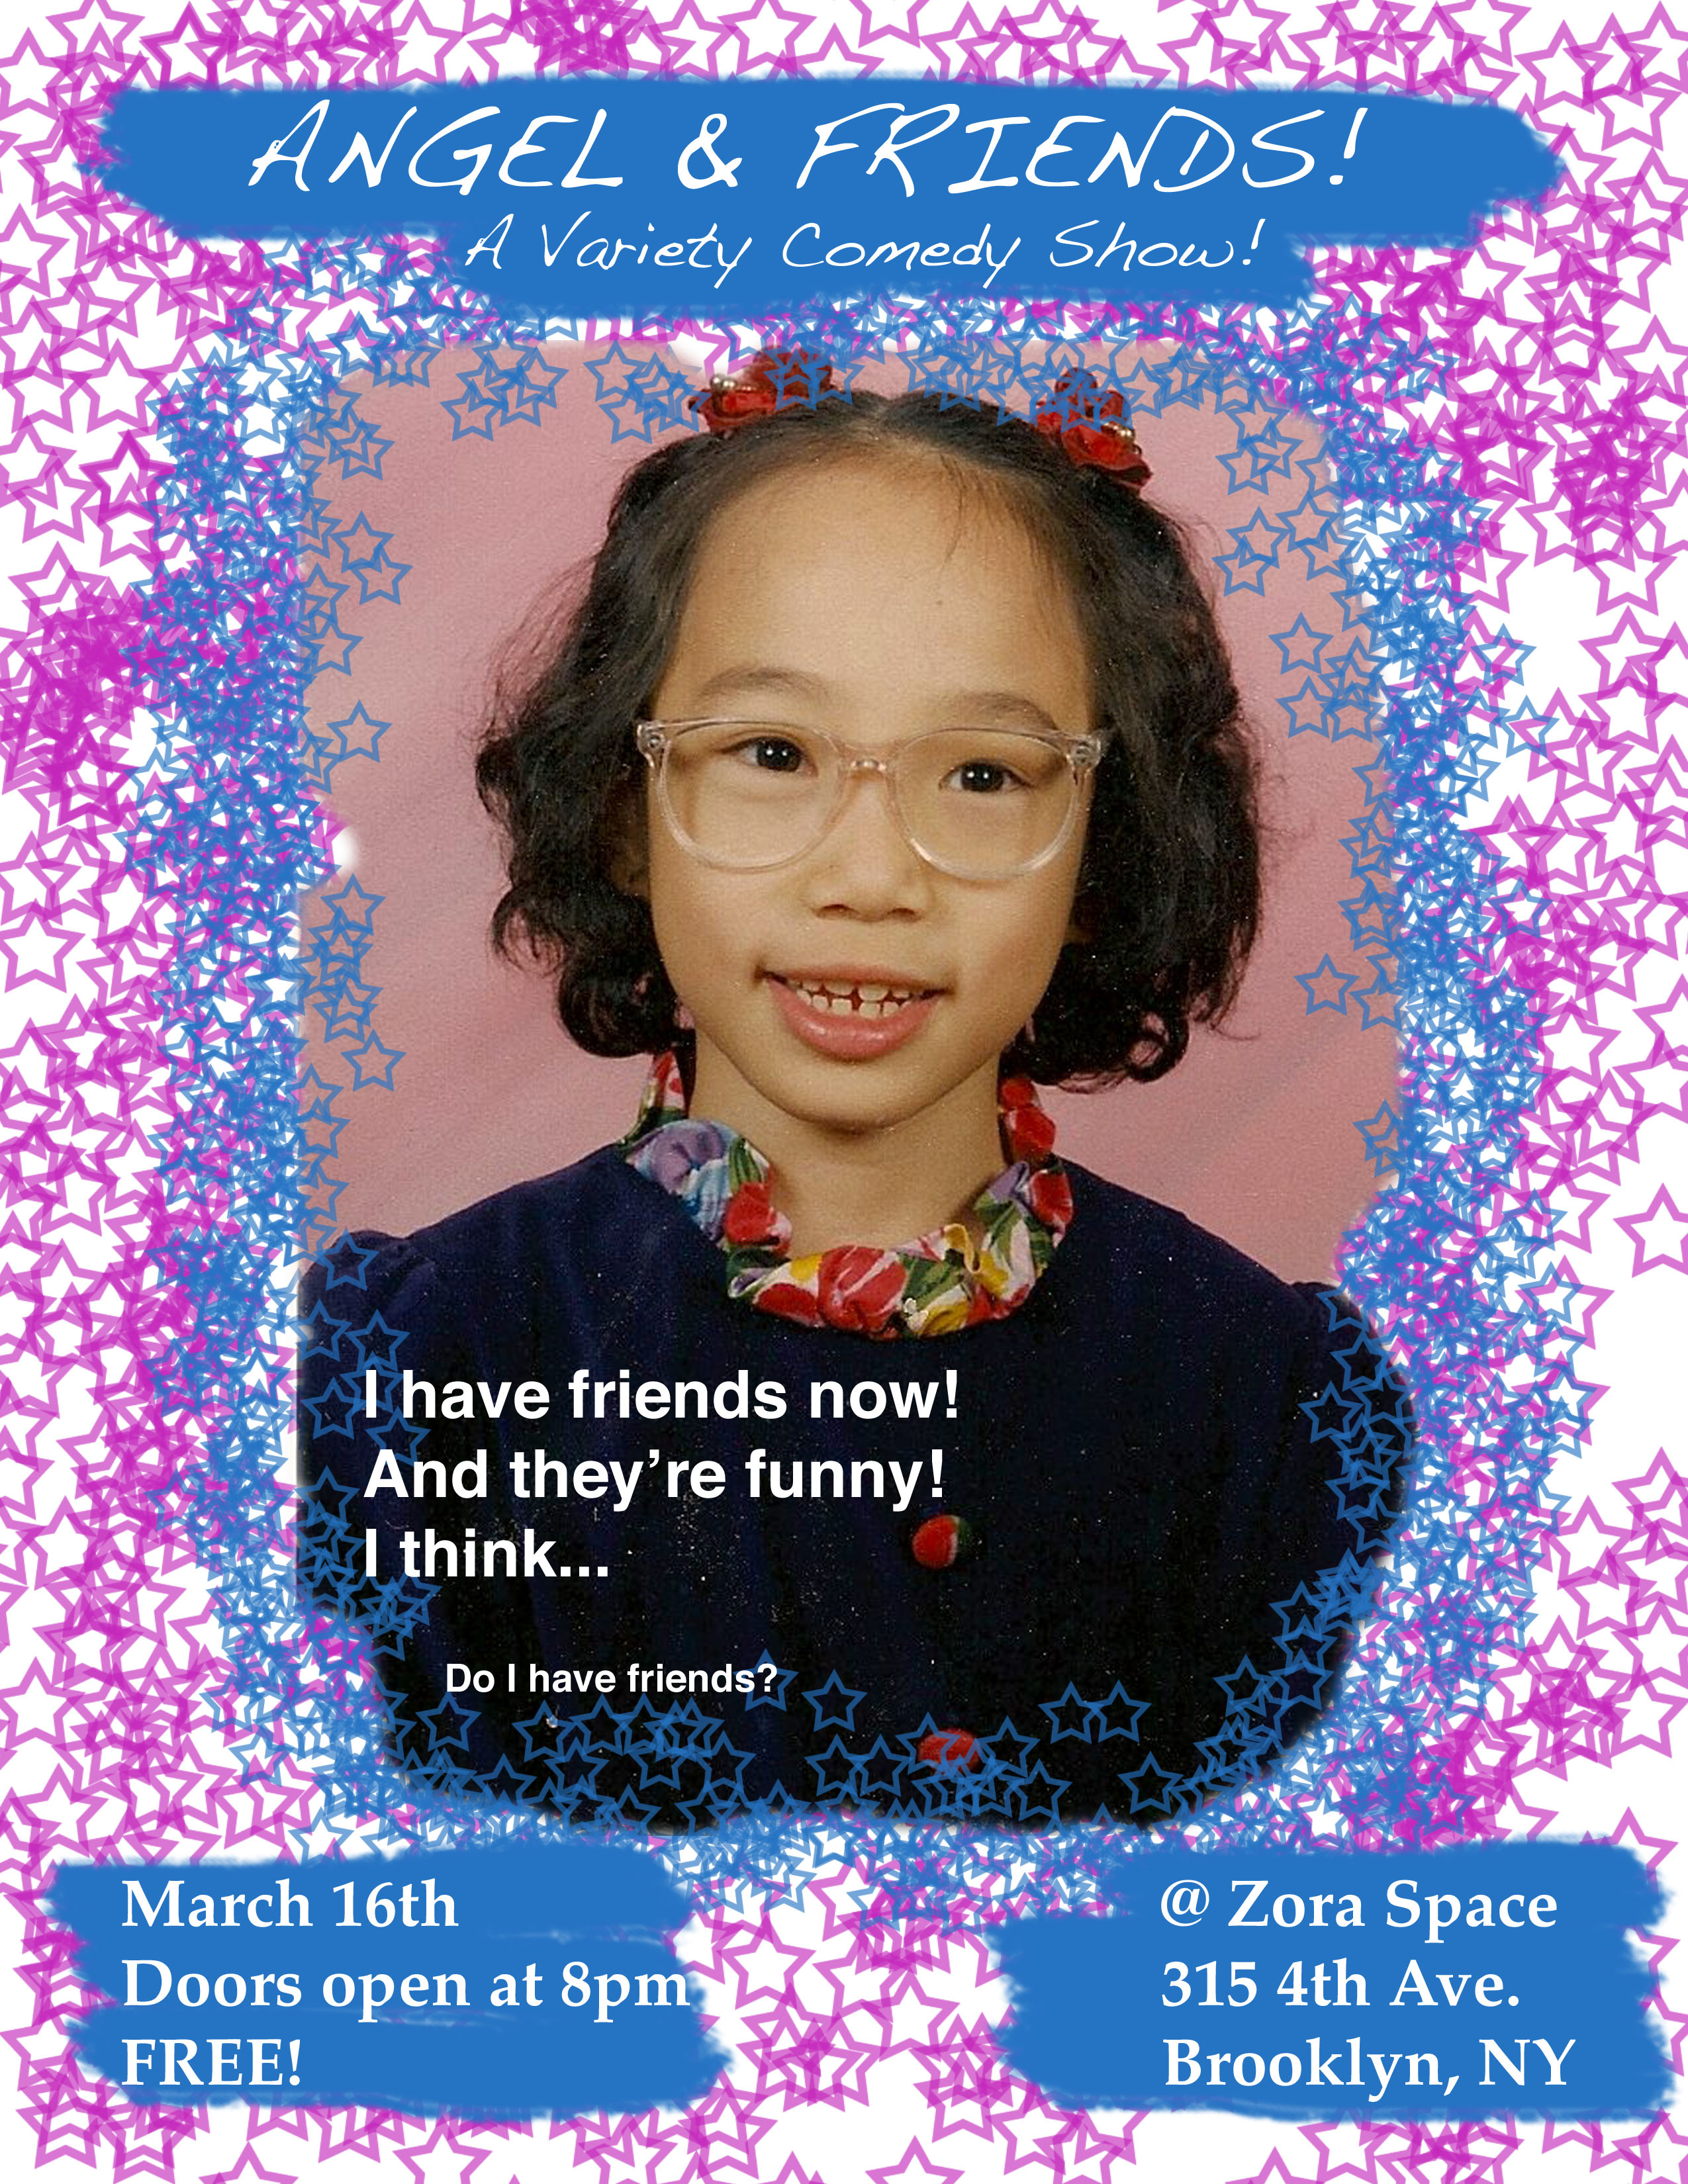 ANGEL & FRIENDS!
A Variety Comedy Show!
I have friends now!
And they’re funny!
I think...
Do I have friends?
March 16th
Doors open at 8pm
FREE!
@ Zora Space
315 4th Ave.
Brooklyn, NY